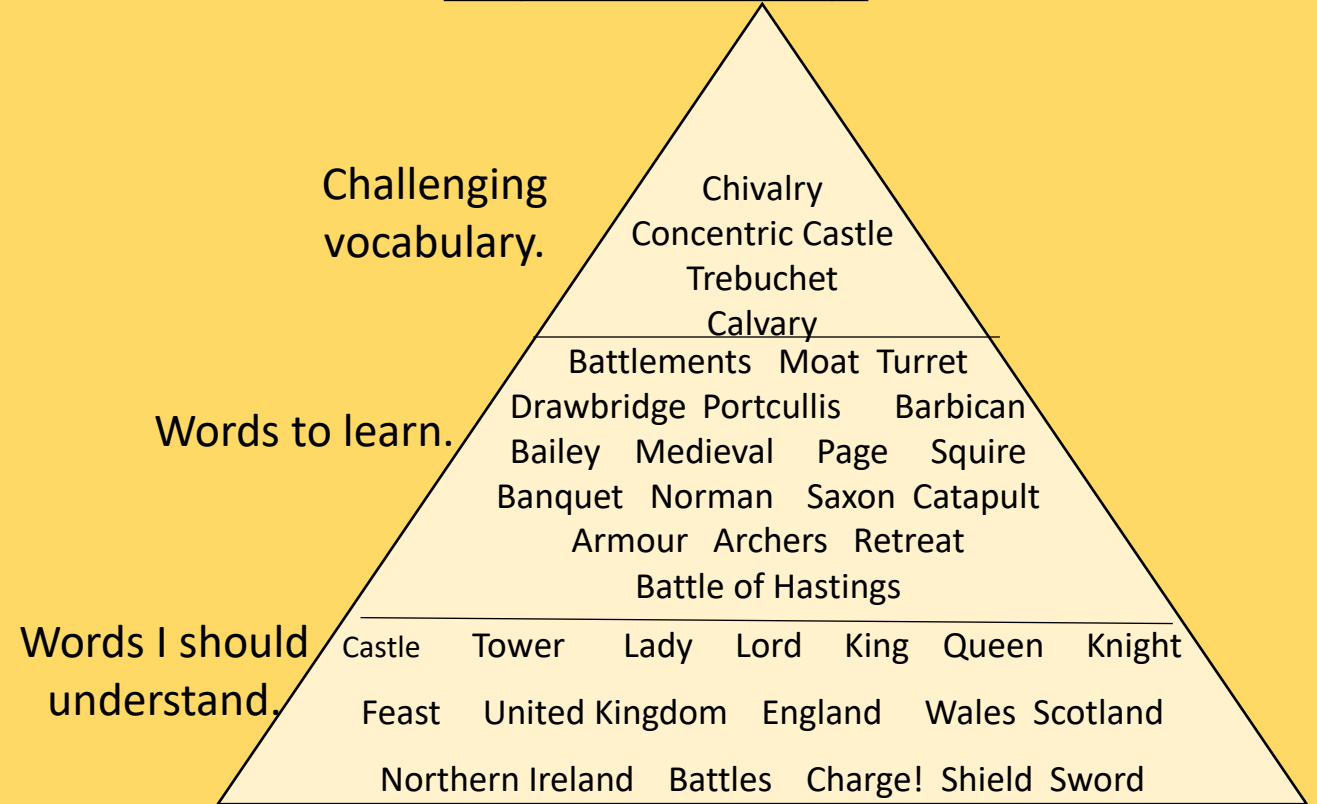 Challenging
vocabulary.
Chivalry
Concentric Castle
Trebuchet
Calvary
Words to learn.
Battlements Moat Turret
Drawbridge Portcullis Barbican
Bailey Medieval Page Squire
Banquet Norman Saxon Catapult
Armour Archers Retreat
Battle of Hastings
Words I should
understand.
Castle Tower Lady Lord King Queen Knight
Feast United Kingdom England Wales Scotland
Northern Ireland Battles Charge! Shield Sword